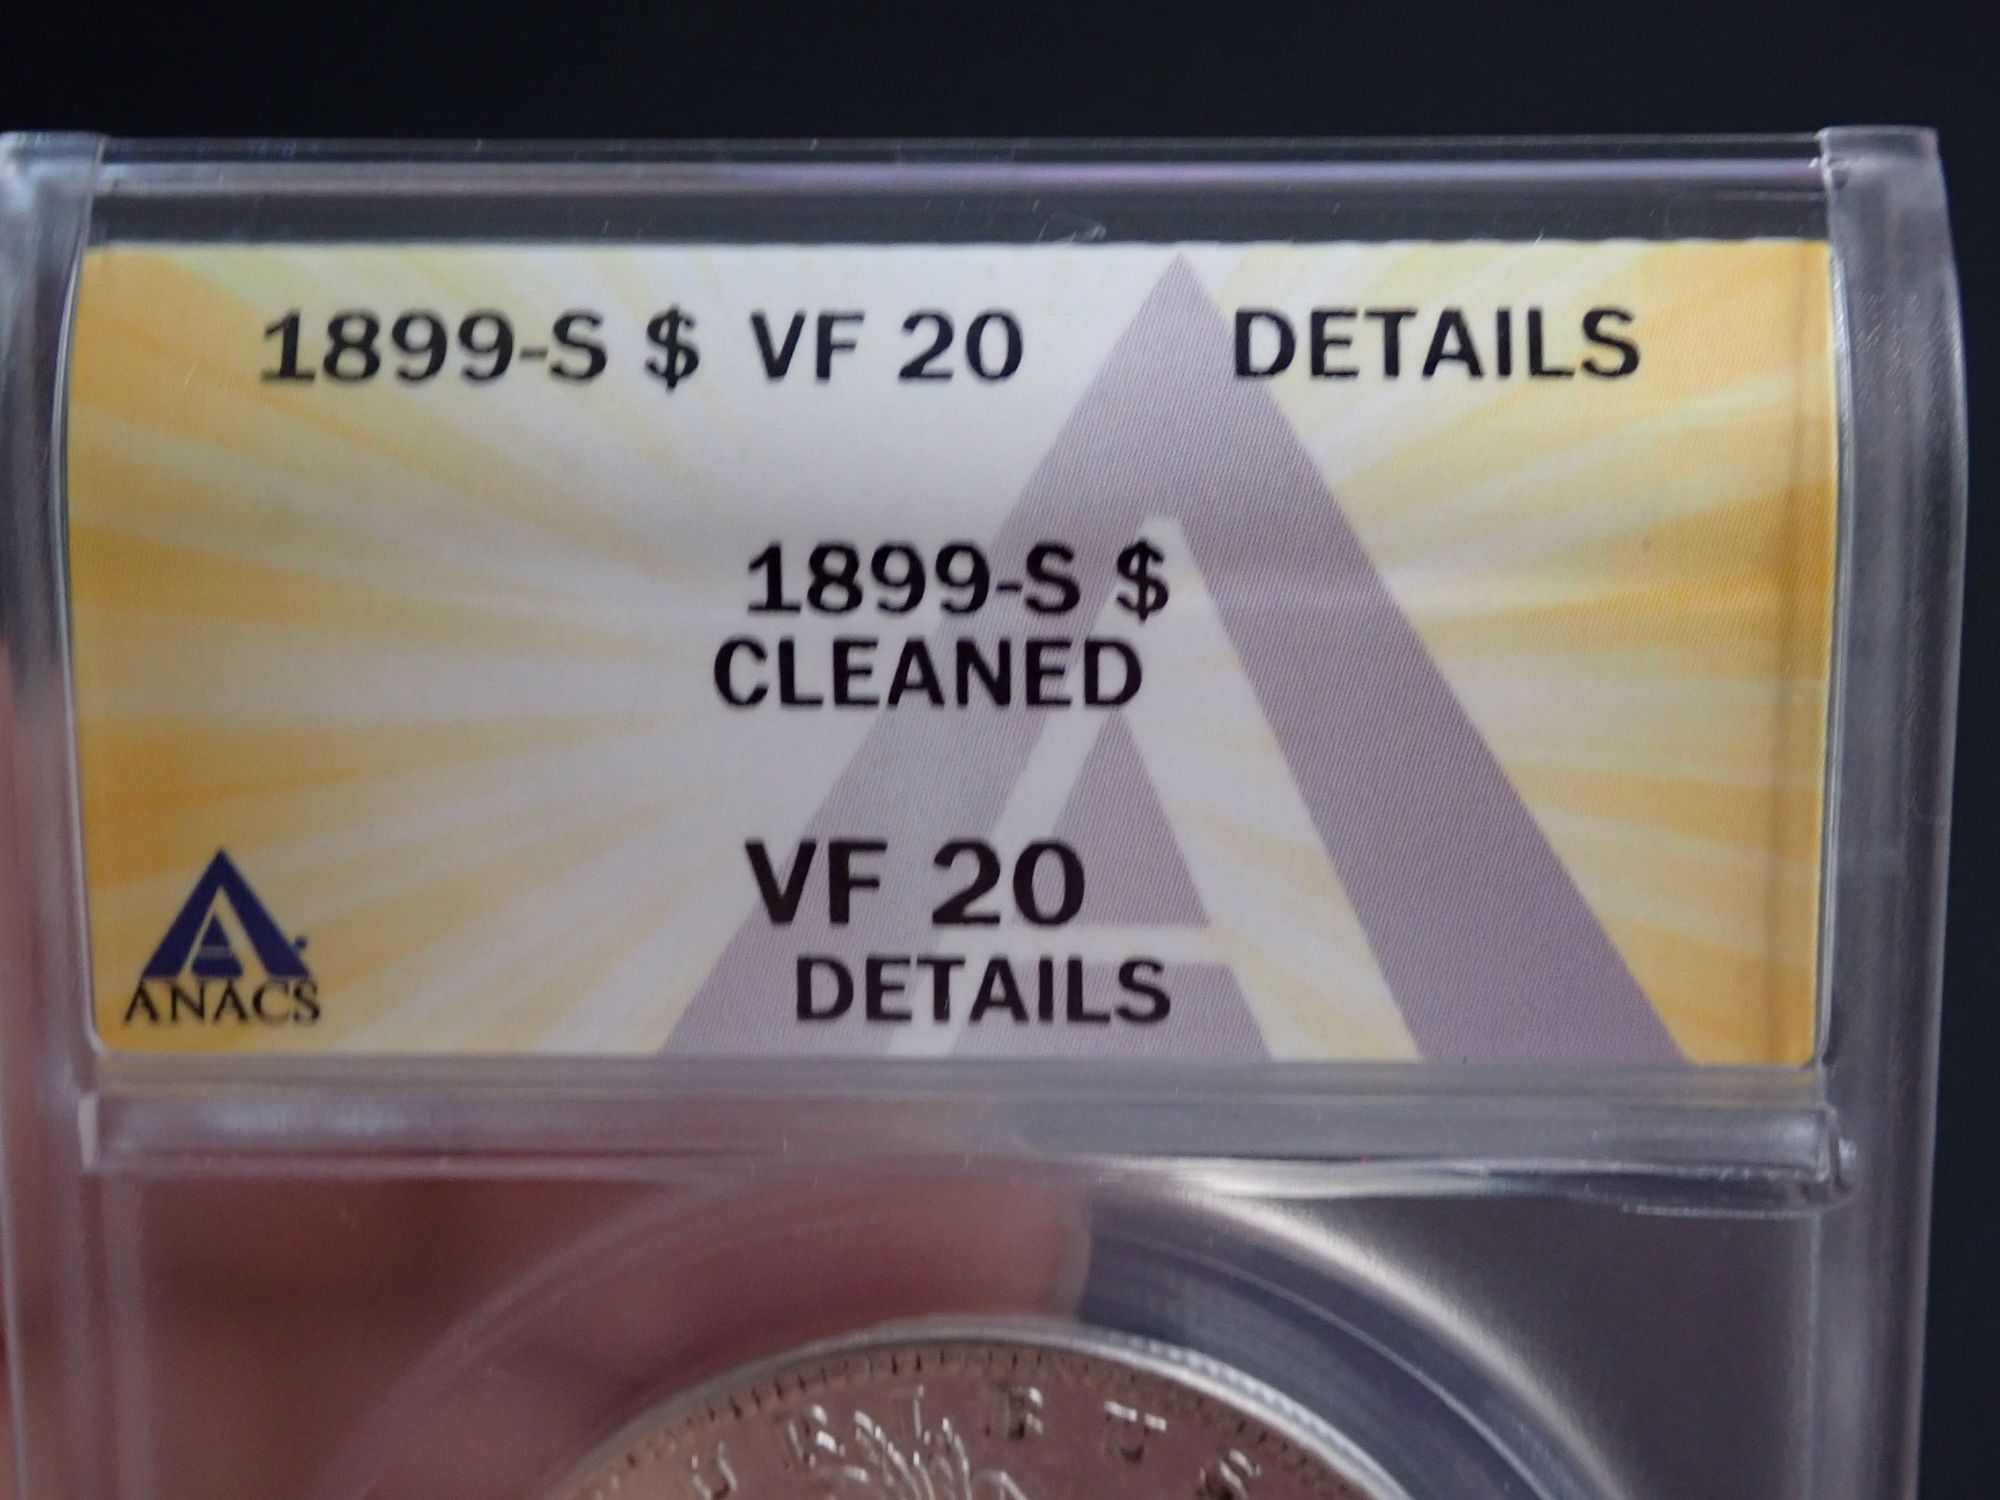 1899-S $ VF 20 DETAILS
1899-S $
CLEANED
VF 20
DETAILS
ANACS